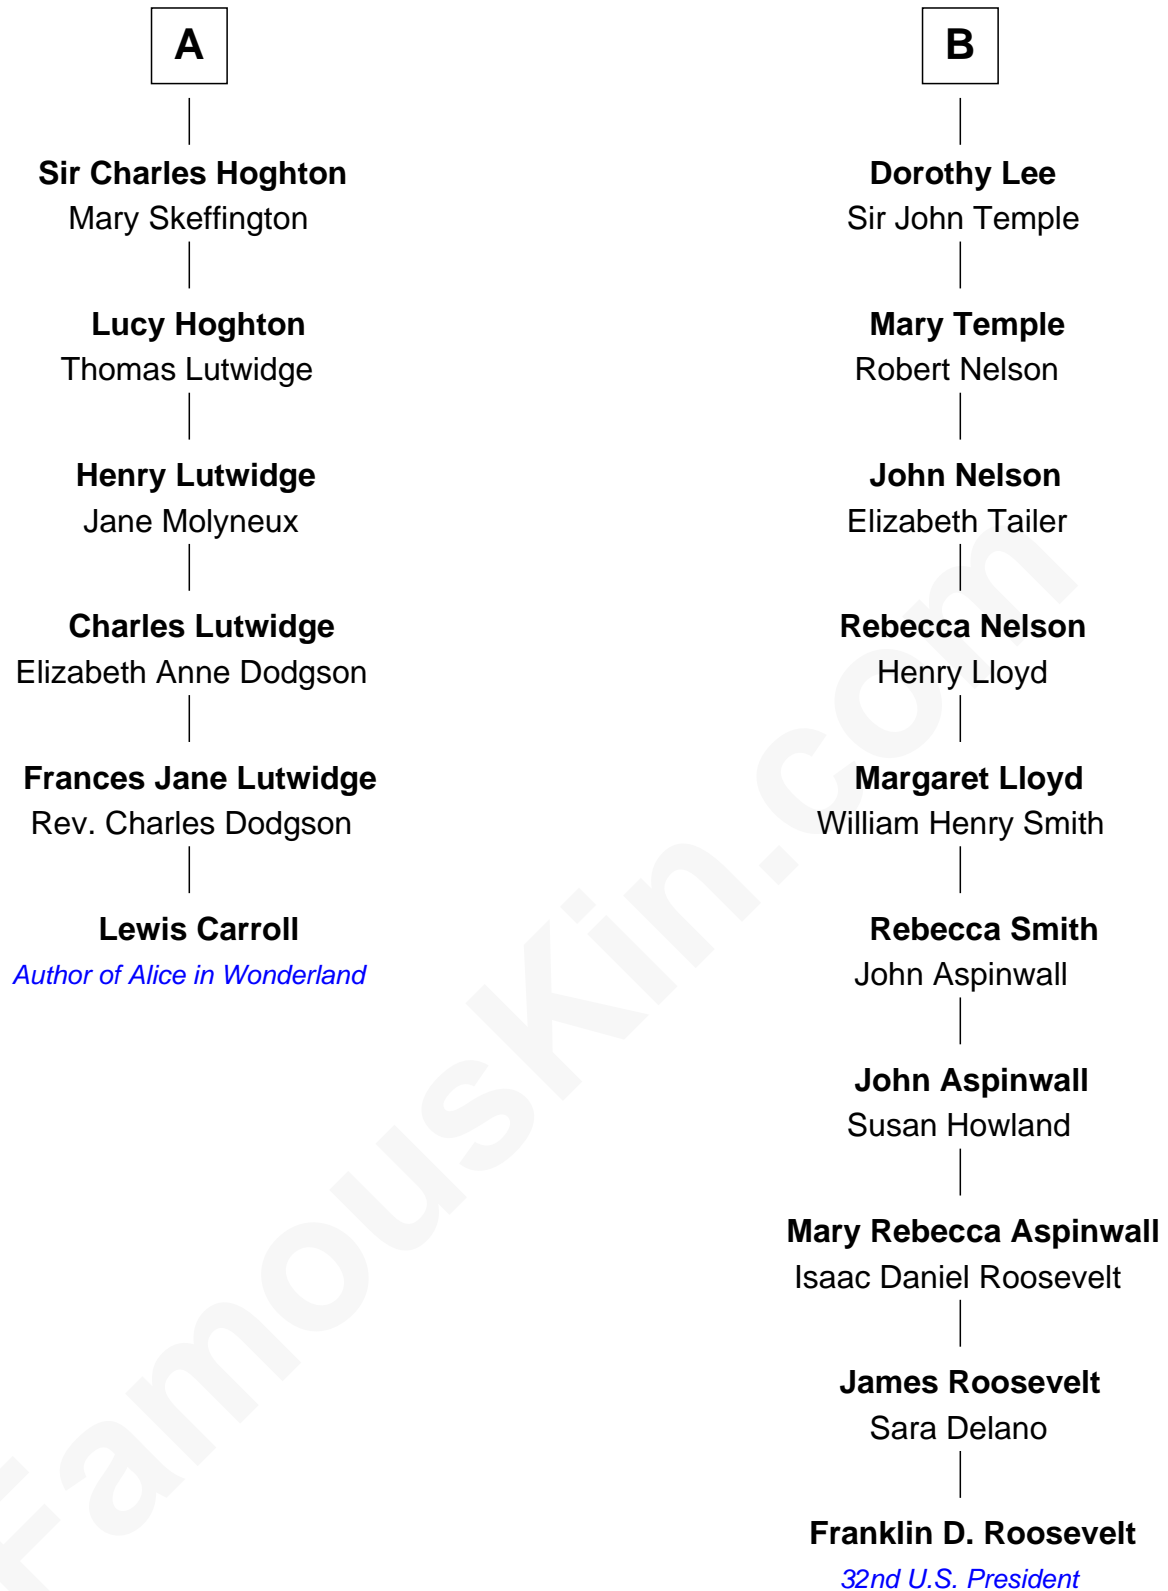 A
Sir Charles Hoghton
Mary Skeffington
Lucy Hoghton
Thomas Lutwidge
Henry Lutwidge
Jane Molyneux
Charles Lutwidge
Elizabeth Anne Dodgson
Frances Jane Lutwidge
Rev. Charles Dodgson
Lewis Carroll
Author of Alice in Wonderland
B
Dorothy Lee
Sir John Temple
Mary Temple
Robert Nelson
John Nelson
Elizabeth Tailer
Rebecca Nelson
Henry Lloyd
Margaret Lloyd
William Henry Smith
Rebecca Smith
John Aspinwall
John Aspinwall
Susan Howland
Mary Rebecca Aspinwall
Isaac Daniel Roosevelt
James Roosevelt
Sara Delano
Franklin D. Roosevelt
32nd U.S. President
FamousKin.com